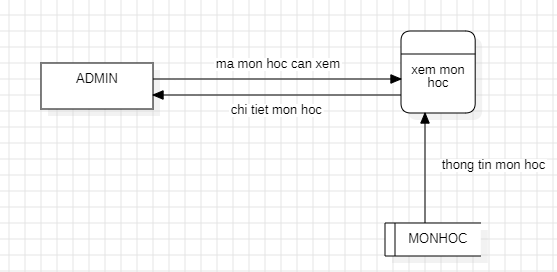 ADMIN
ma mon hoc can xem
chi tiet mon hoc
xem mon
hoc
thong tin mon hoc
MONHOC